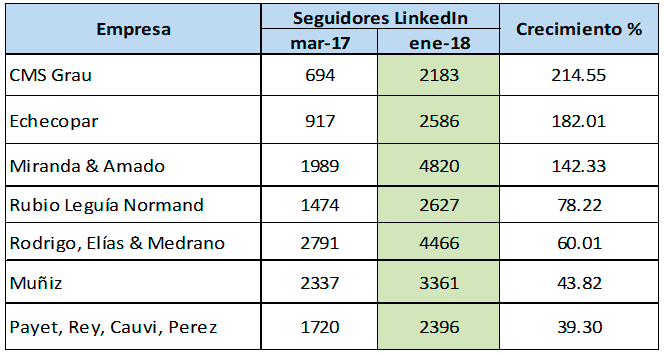 Empresa Seguidores LinkedIn Crecimiento %
mar-17 ene-18
CMS Grau 694 2183 214.55
Echecopar 917 2586 182.01
Miranda & Amado 1989 4820 142.33
Rubio Leguía Normand 1474 2627 78.22
Rodrigo, Elías & Medrano 2791 4466 60.01
Muñiz 2337 3361 43.82
Payet, Rey, Cauvi, Perez 1720 2396 39.30